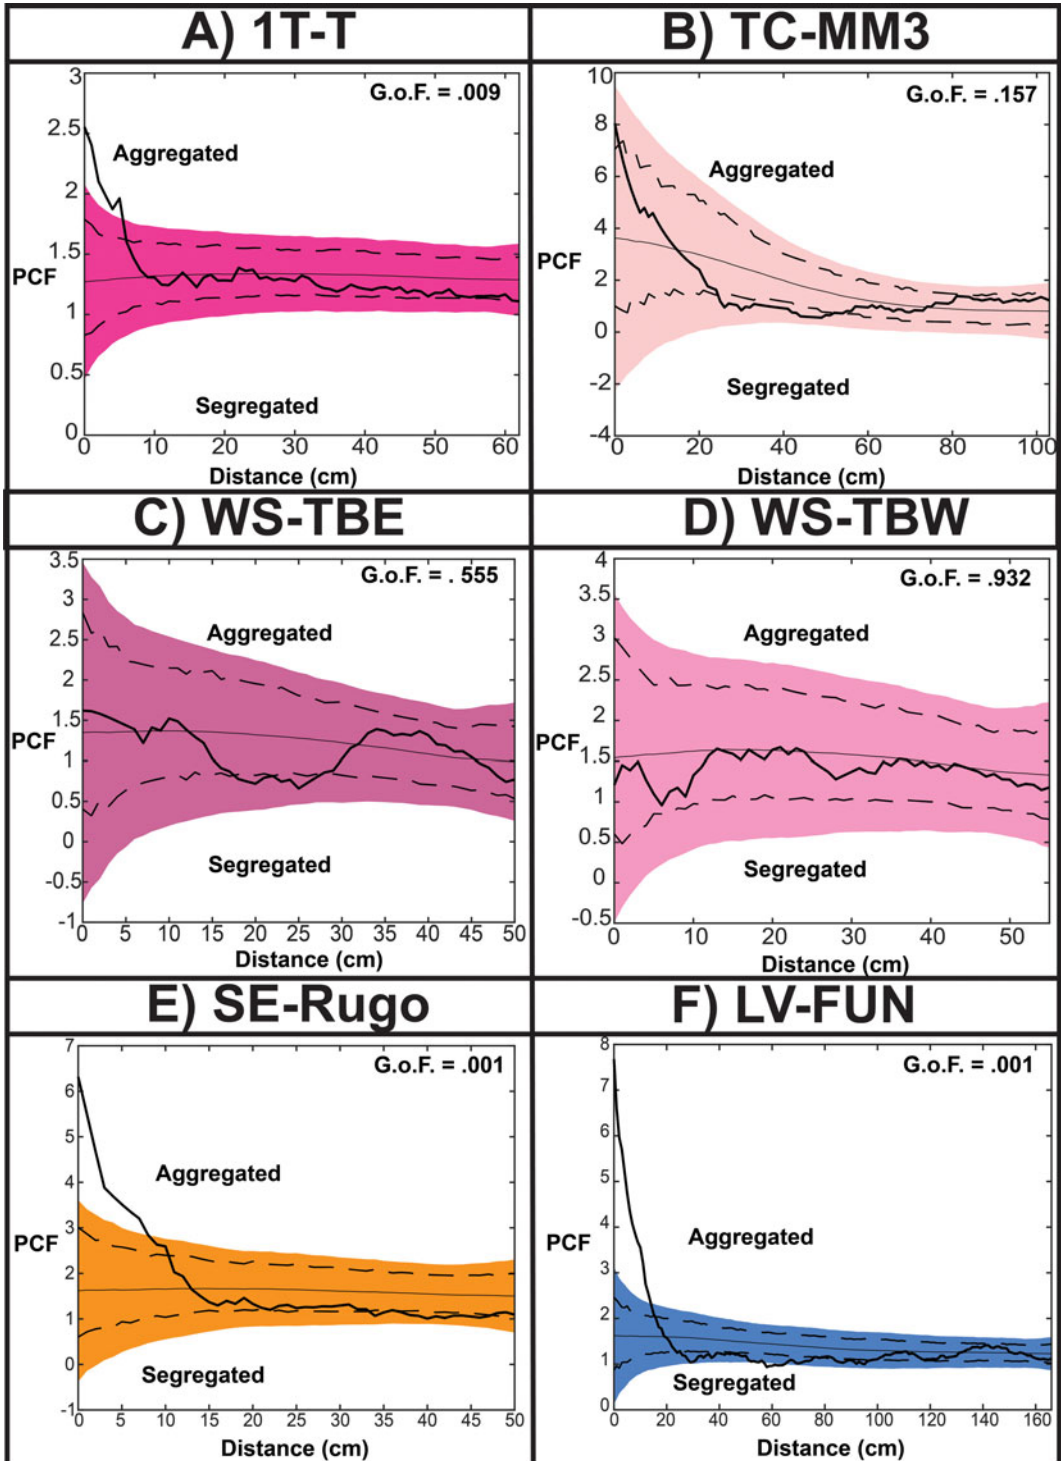 A) 1T-T
3
2.5
2
1.5
1
0.5
0
PCF
G.o.F. = .009
Aggregated
Segregated
0 10 20 30 40 50 60
Distance (cm)
B) TC-MM3
10
8
6
4
2
0
-2
-4
PCF
G.o.F. = .157
Aggregated
Segregated
0 20 40 60 80 100
Distance (cm)
C) WS-TBE
3.5
3
2.5
2
1.5
1
0.5
0
-0.5
-1
PCF
G.o.F. = . 555
Aggregated
Segregated
0 5 10 15 20 25 30 35 40 45 50
Distance (cm)
D) WS-TBW
4
3.5
3
2.5
2
1.5
1
0.5
0
-0.5
PCF
G.o.F. = .932
Aggregated
Segregated
0 10 20 30 40 50
Distance (cm)
E) SE-Rugo
7
6
5
4
3
2
1
0
-1
PCF
G.o.F. = .001
Aggregated
Segregated
0 5 10 15 20 25 30 35 40 45 50
Distance (cm)
F) LV-FUN
8
7
6
5
4
3
2
1
0
PCF
G.o.F. = .001
Aggregated
Segregated
0 20 40 60 80 100 120 140 160
Distance (cm)